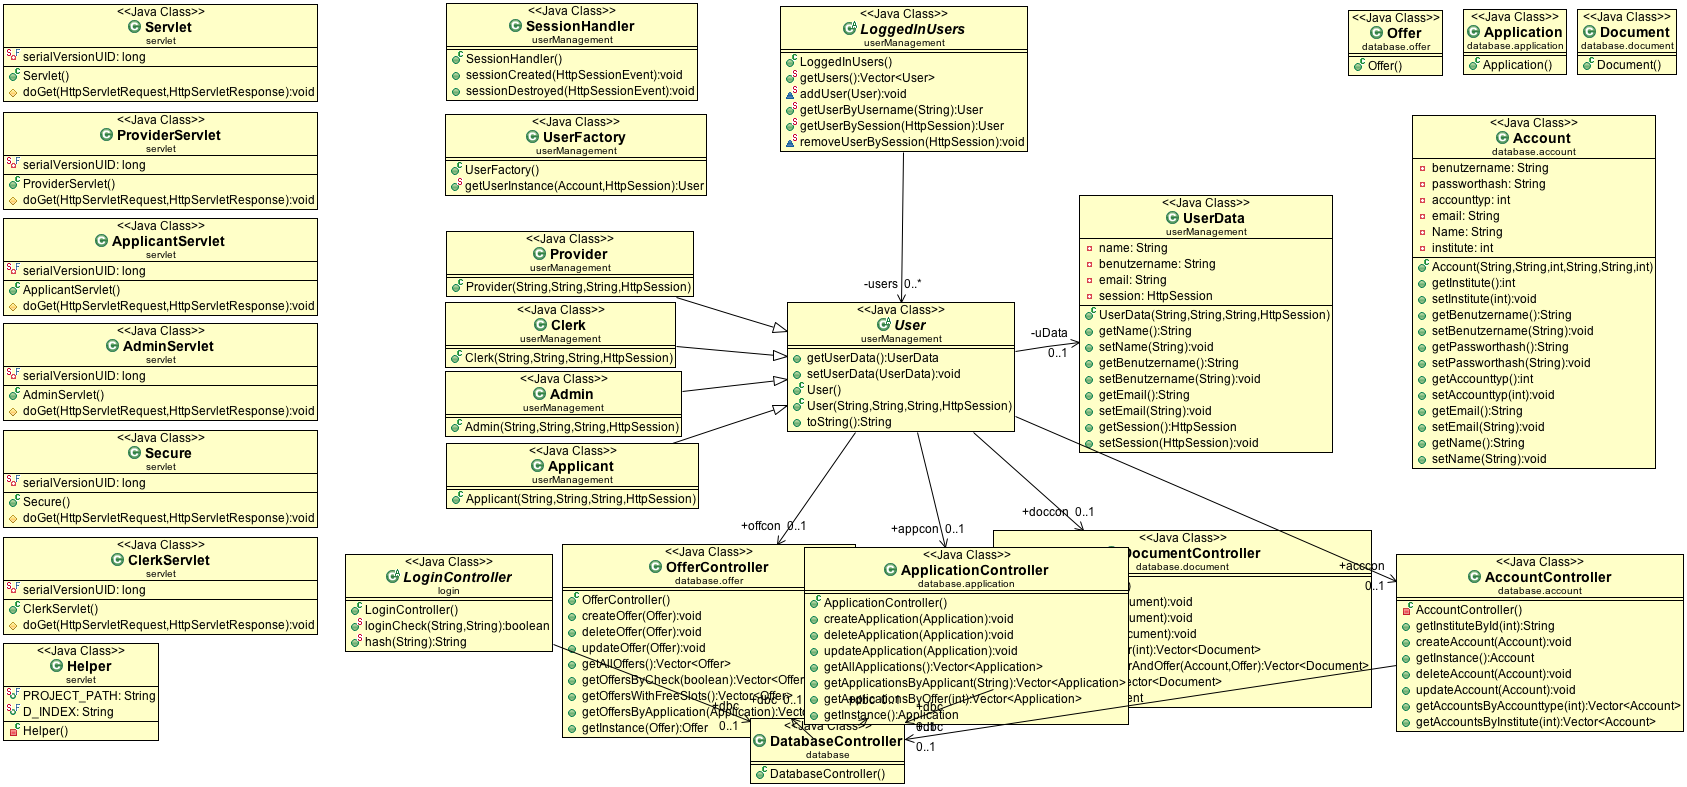 <<Java Class>>
Servlet
servlet
serialVersionUID: long
Servlet()
doGet(HttpServletRequest,HttpServletResponse):void
<<Java Class>>
ProviderServlet
servlet
serialVersionUID: long
ProviderServlet()
doGet(HttpServletRequest,HttpServletResponse):void
<<Java Class>>
ApplicantServlet
servlet
serialVersionUID: long
ApplicantServlet()
doGet(HttpServletRequest,HttpServletResponse):void
<<Java Class>>
AdminServlet
servlet
serialVersionUID: long
AdminServlet()
doGet(HttpServletRequest,HttpServletResponse):void
<<Java Class>>
Secure
servlet
serialVersionUID: long
Secure()
doGet(HttpServletRequest,HttpServletResponse):void
<<Java Class>>
ClerkServlet
servlet
serialVersionUID: long
ClerkServlet()
doGet(HttpServletRequest,HttpServletResponse):void
<<Java Class>>
Helper
servlet
PROJECT_PATH: String
D_INDEX: String
Helper()
<<Java Class>>
SessionHandler
userManagement
SessionHandler()
sessionCreated(HttpSessionEvent):void
sessionDestroyed(HttpSessionEvent):void
<<Java Class>>
UserFactory
userManagement
UserFactory()
getUserInstance(Account,HttpSession):User
<<Java Class>>
Provider
userManagement
Provider(String,String,String,HttpSession)
<<Java Class>>
Clerk
userManagement
Clerk(String,String,String,HttpSession)
<<Java Class>>
Admin
userManagement
Admin(String,String,String,HttpSession)
<<Java Class>>
Applicant
userManagement
Applicant(String,String,String,HttpSession)
<<Java Class>>
LoggedInUsers
userManagement
LoggedInUsers()
getUsers():Vector<User>
addUser(User):void
getUserByUsername(String):User
getUserBySession(HttpSession):User
removeUserBySession(HttpSession):void
-users 0..*
<<Java Class>>
User
userManagement
getUserData():UserData
setUserData(UserData):void
User()
User(String,String,String,HttpSession)
toString():String
-uData
0..1
<<Java Class>>
UserData
userManagement
name: String
benutzername: String
email: String
session: HttpSession
UserData(String,String,String,HttpSession)
getName():String
setName(String):void
getBenutzername():String
setBenutzername(String):void
getEmail():String
setEmail(String):void
getSession():HttpSession
setSession(HttpSession):void
<<Java Class>>
Offer
database.offer
Offer()
<<Java Class>>
Application
database.application
Application()
<<Java Class>>
Document
database.document
Document()
<<Java Class>>
Account
database.account
benutzername: String
passworthash: String
accounttyp: int
email: String
Name: String
institute: int
Account(String,String,int,String,String,int)
getInstitute():int
setInstitute(int):void
getBenutzername():String
setBenutzername(String):void
getPassworthash():String
setPassworthash(String):void
getAccounttyp():int
setAccounttyp(int):void
getEmail():String
setEmail(String):void
getName():String
setName(String):void
+offcon 0..1
+appcon 0..1
+doccon 0..1
+acccon
0..1
<<Java Class>>
LoginController
login
LoginController()
loginCheck(String,String):boolean
hash(String):String
<<Java Class>>
OfferController
database.offer
OfferController()
createOffer(Offer):void
deleteOffer(Offer):void
updateOffer(Offer):void
getAllOffers():Vector<Offer>
getOffersByCheck(boolean):Vector<Offer
getOffersWithFreeSlots():Vector<Offer>
getOffersByApplication(Application):Vect
getInstance(Offer):Offer
<<Java Class>>
ApplicationController
database.application
ApplicationController()
createApplication(Application):void
deleteApplication(Application):void
updateApplication(Application):void
getAllApplications():Vector<Application>
getApplicationsByApplicant(String):Vector<Application>
getApplicationsByOffer(int):Vector<Application>
getInstance():Application
<<Java Class>>
DocumentController
database.document
)
cument):void
cument):void
cument):void
r(int):Vector<Document>
rAndOffer(Account,Offer):Vector<Document>
ector<Document>
ent
<<Java Class>>
AccountController
database.account
AccountController()
getInstituteById(int):String
createAccount(Account):void
getInstance():Account
deleteAccount(Account):void
updateAccount(Account):void
getAccountsByAccounttype(int):Vector<Account>
getAccountsByInstitute(int):Vector<Account>
+dbc
0..1
+dbc 0..1
+dbc 0..1
+dbc
+dbc
0..1
<<Java Class>>
DatabaseController
database
DatabaseController()